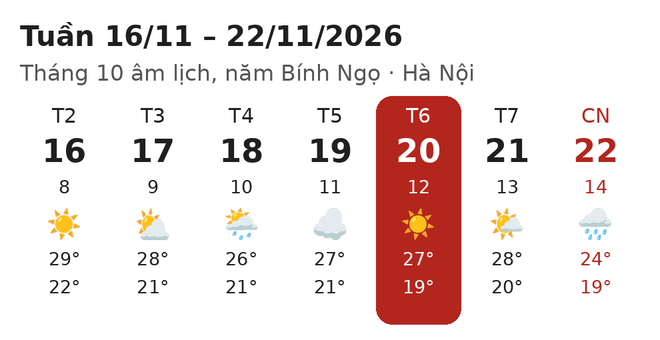 Tuần 16/11 – 22/11/2026
Tháng 10 âm lịch, năm Bính Ngọ · Hà Nội
T2 T3 T4 T5 T6 T7 CN
16 17 18 19 20 21 22
8 9 10 11 12 13 14
29° 28° 26° 27° 27° 28° 24°
22° 21° 21° 21° 19° 20° 19°